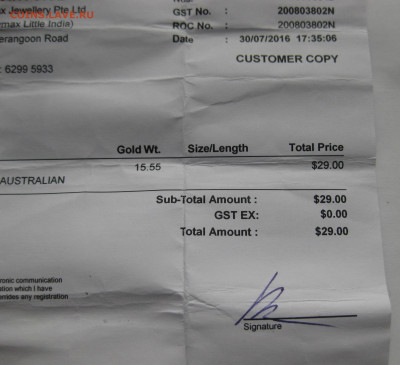 COINS.LAVE.RU
x Jewellery Pte Ltd
GST No. : 200803802N
max Little India)
ROC No. : 200803802N
erangoon Road
Date : 30/07/2016 17:35:06
: 6299 5933
CUSTOMER COPY
Gold Wt. Size/Length Total Price
15.55 $29.00
AUSTRALIAN
Sub-Total Amount : $29.00
GST EX: $0.00
Total Amount : $29.00
ronic communication
ation which I have
errides any registration
Signature